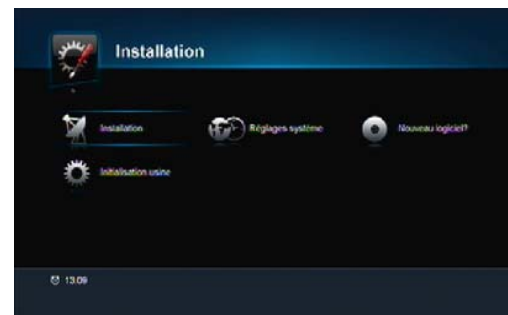 Installation
Installation
Réglages système
Nouveau logiciel?
Initialisation usine
13:09